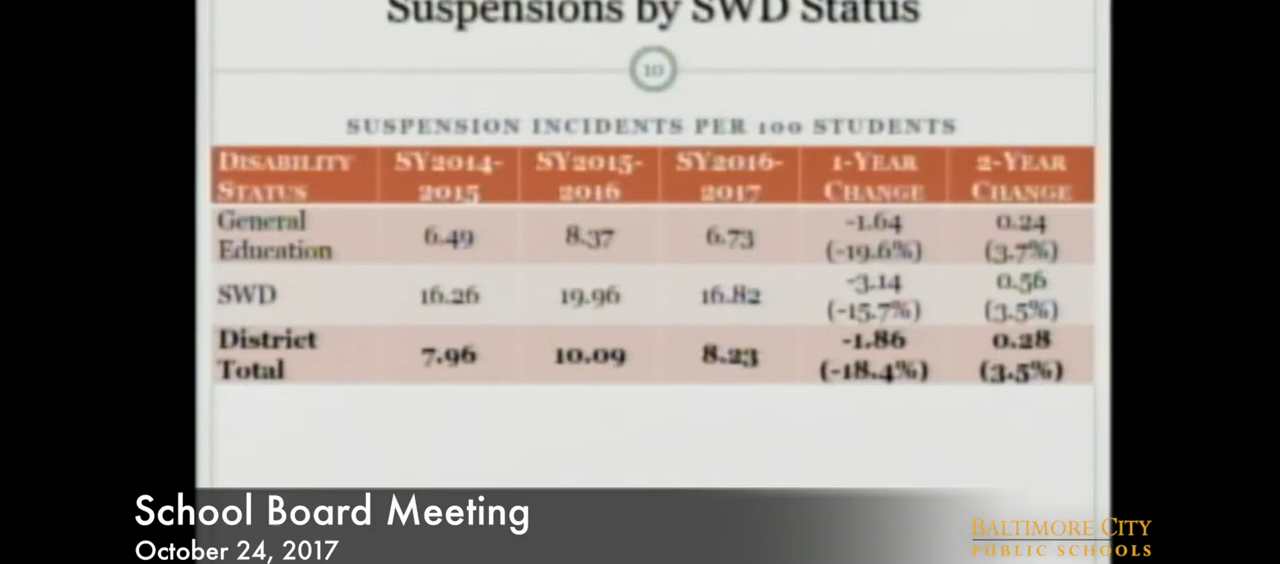 Suspensions by SWD Status
10
SUSPENSION INCIDENTS PER 100 STUDENTS
DISABILITY STATUS SY2014-2015 SY2015-2016 SY2016-2017 1-YEAR CHANGE 2-YEAR CHANGE
General Education 6.49 8.37 6.73 -1.64 (-19.6%) 0.24 (3.7%)
SWD 16.26 19.96 16.82 -3.14 (-15.7%) 0.56 (3.5%)
District Total 7.96 10.09 8.23 -1.86 (-18.4%) 0.28 (3.5%)
School Board Meeting
October 24, 2017
BALTIMORE CITY
PUBLIC SCHOOLS